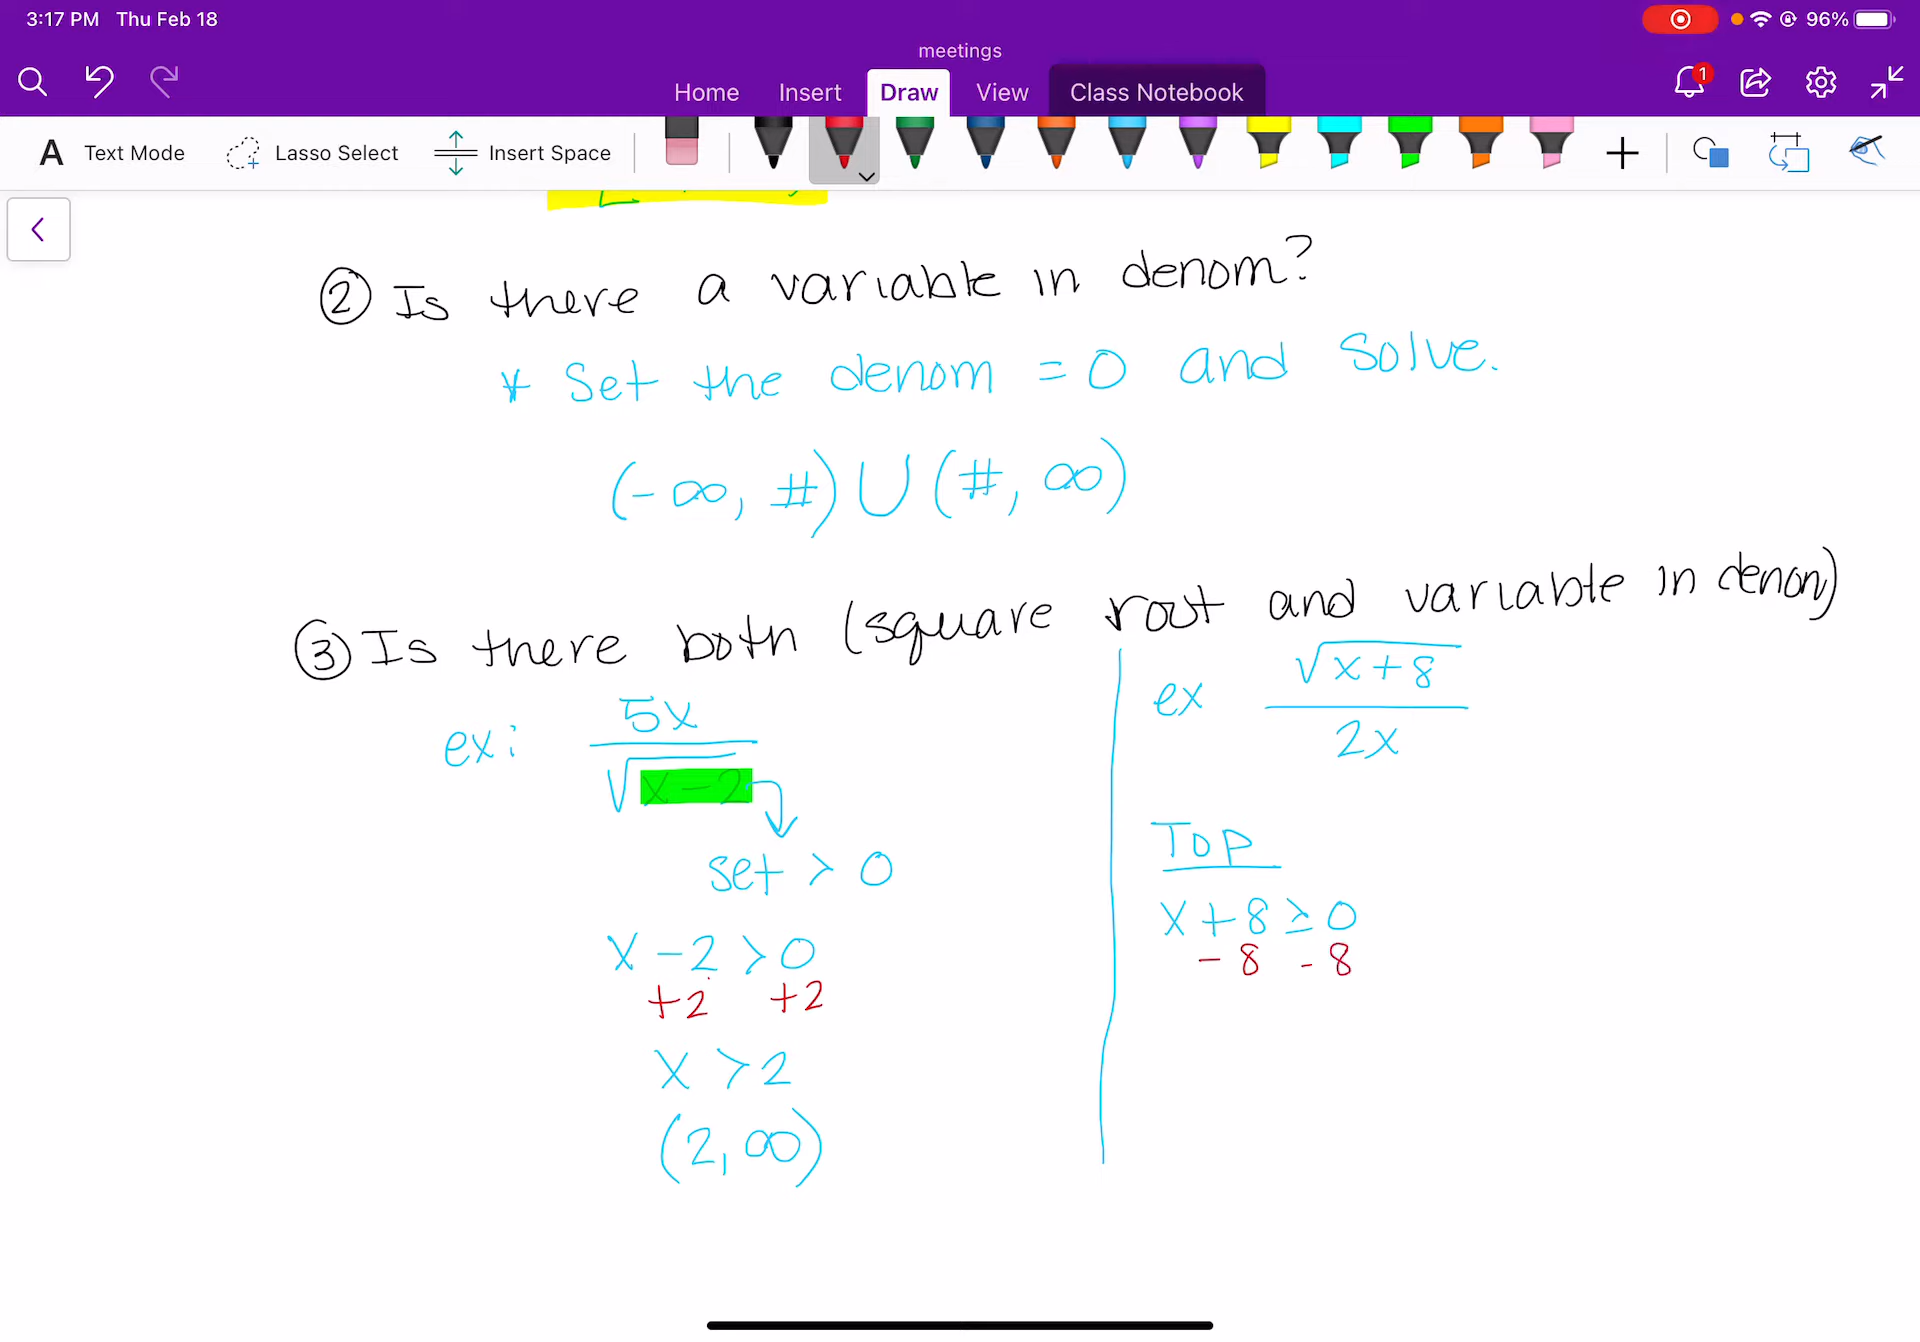 3:17 PM Thu Feb 18
96%
meetings
Home Insert Draw View Class Notebook
1
A Text Mode Lasso Select Insert Space
② Is there a variable in denom?
* Set the denom = 0 and solve.
(-∞, #) ∪ (#, ∞)
③ Is there both (square root and variable in denom)
ex: 5x
√x-2
set > 0
x - 2 > 0
+2 +2
x > 2
(2, ∞)
ex √x+8
2x
Top
x + 8 ≥ 0
-8 -8